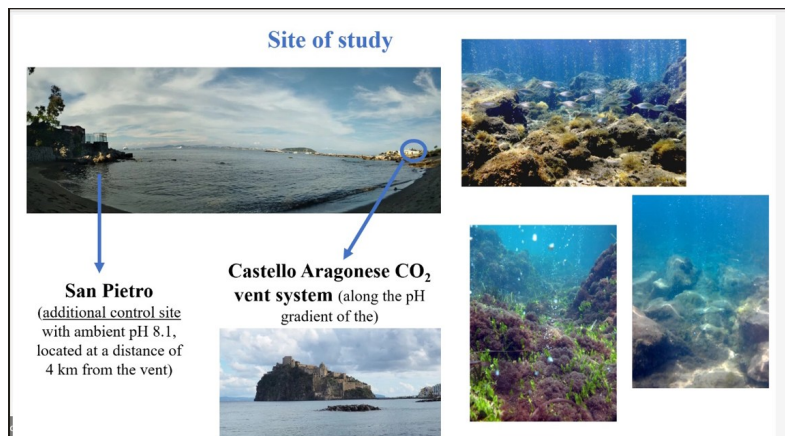 Site of study
San Pietro
(additional control site
with ambient pH 8.1,
located at a distance of
4 km from the vent)
Castello Aragonese CO₂
vent system (along the pH
gradient of the)